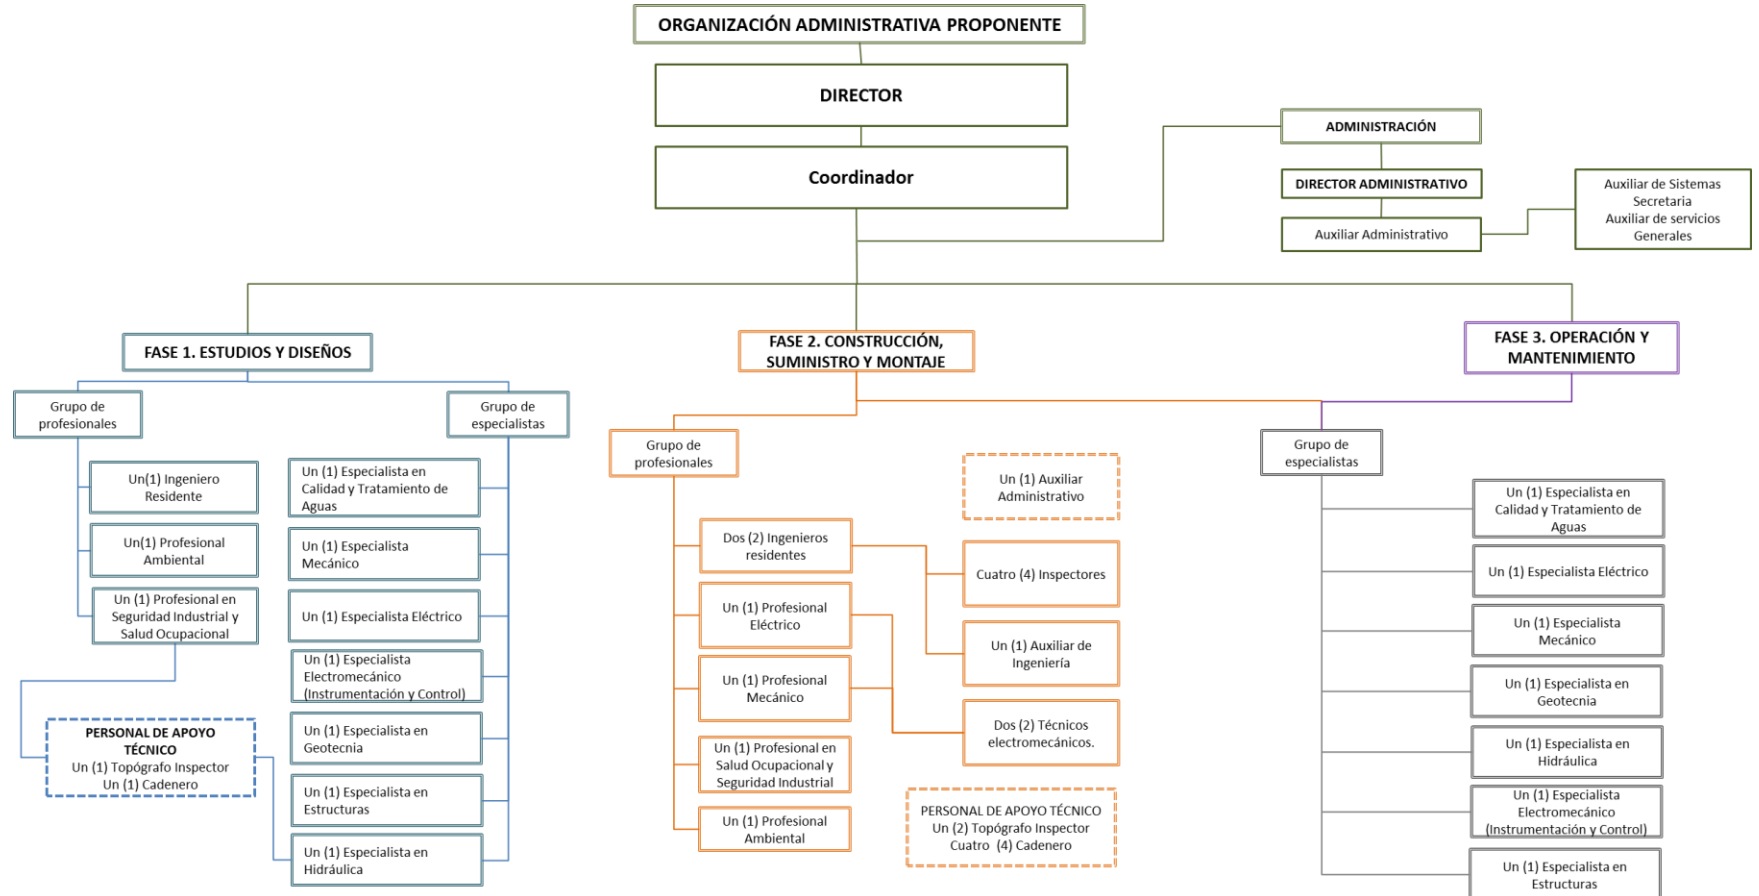 ORGANIZACIÓN ADMINISTRATIVA PROPONENTE
DIRECTOR
Coordinador
ADMINISTRACIÓN
DIRECTOR ADMINISTRATIVO
Auxiliar Administrativo
Auxiliar de Sistemas
Secretaria
Auxiliar de servicios
Generales
FASE 1. ESTUDIOS Y DISEÑOS
Grupo de
profesionales
Un(1) Ingeniero
Residente
Un(1) Profesional
Ambiental
Un (1) Profesional en
Seguridad Industrial y
Salud Ocupacional
PERSONAL DE APOYO
TÉCNICO
Un (1) Topógrafo Inspector
Un (1) Cadenero
Grupo de
especialistas
Un (1) Especialista en
Calidad y Tratamiento de
Aguas
Un (1) Especialista
Mecánico
Un (1) Especialista Eléctrico
Un (1) Especialista
Electromecánico
(Instrumentación y Control)
Un (1) Especialista en
Geotecnia
Un (1) Especialista en
Estructuras
Un (1) Especialista en
Hidráulica
FASE 2. CONSTRUCCIÓN,
SUMINISTRO Y MONTAJE
Grupo de
profesionales
Dos (2) Ingenieros
residentes
Un (1) Profesional
Eléctrico
Un (1) Profesional
Mecánico
Un (1) Profesional en
Salud Ocupacional y
Seguridad Industrial
Un (1) Profesional
Ambiental
Un (1) Auxiliar
Administrativo
Cuatro (4) Inspectores
Un (1) Auxiliar de
Ingeniería
Dos (2) Técnicos
electromecánicos.
PERSONAL DE APOYO TÉCNICO
Un (2) Topógrafo Inspector
Cuatro  (4) Cadenero
FASE 3. OPERACIÓN Y
MANTENIMIENTO
Grupo de
especialistas
Un (1) Especialista en
Calidad y Tratamiento de
Aguas
Un (1) Especialista Eléctrico
Un (1) Especialista
Mecánico
Un (1) Especialista en
Geotecnia
Un (1) Especialista en
Hidráulica
Un (1) Especialista
Electromecánico
(Instrumentación y Control)
Un (1) Especialista en
Estructuras